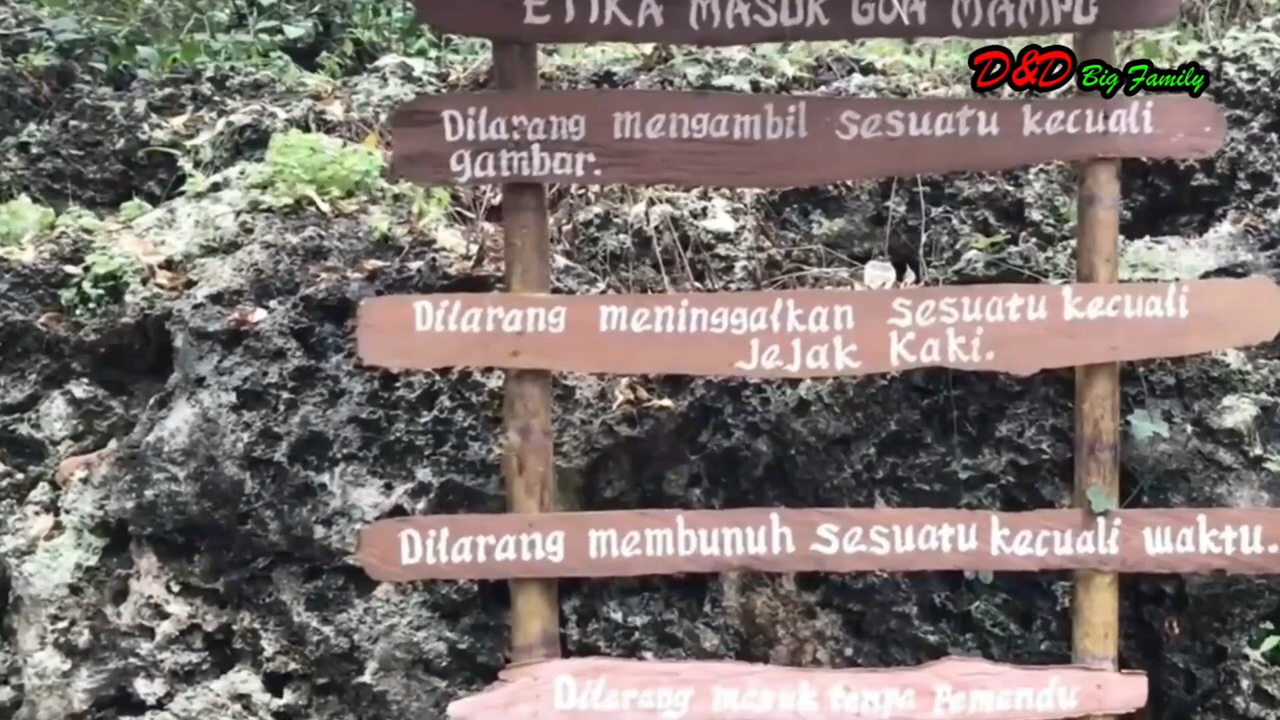 ETIKA MASUK GOA MAMPU
D&D Big Family
Dilarang mengambil sesuatu kecuali
gambar.
Dilarang meninggalkan sesuatu kecuali
JeJak Kaki.
Dilarang membunuh sesuatu kecuali waktu.
Dilarang masuk tanpa Pemandu